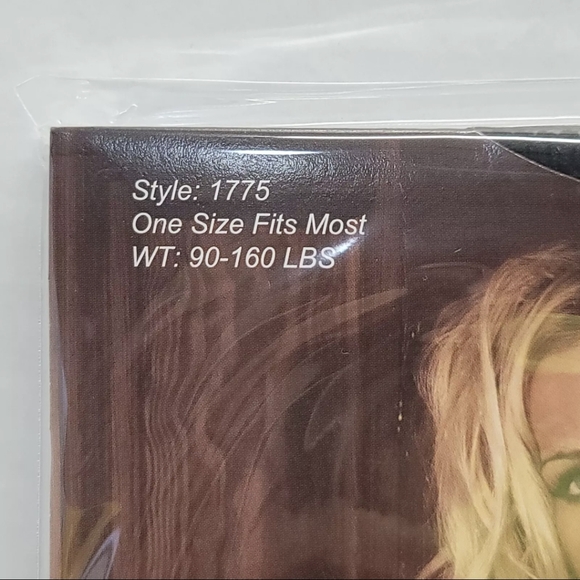 Style: 1775
One Size Fits Most
WT: 90-160 LBS